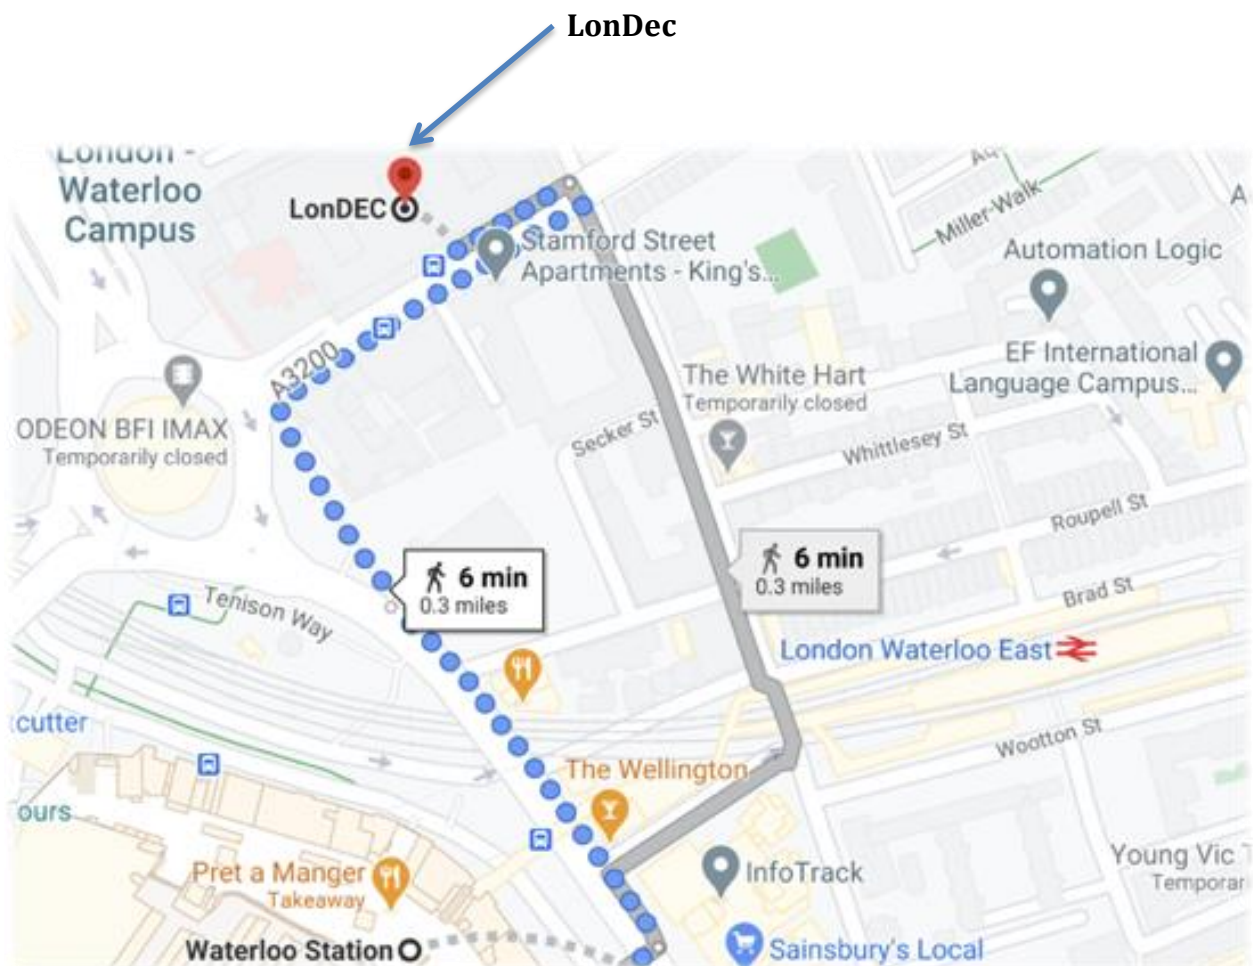 LonDec
London -
Waterloo
Campus
LonDEC
Stamford Street
Apartments - King's...
Miller-Walk
A
Automation Logic
A3200
The White Hart
Temporarily closed
EF International
Language Campus...
ODEON BFI IMAX
Temporarily closed
Secker St
Whittlesey St
Roupell St
6 min
0.3 miles
6 min
0.3 miles
Tenison Way
Brad St
London Waterloo East
cutter
Wootton St
The Wellington
ours
Pret a Manger
Takeaway
InfoTrack
Young Vic
Temporar
Waterloo Station
Sainsbury's Local